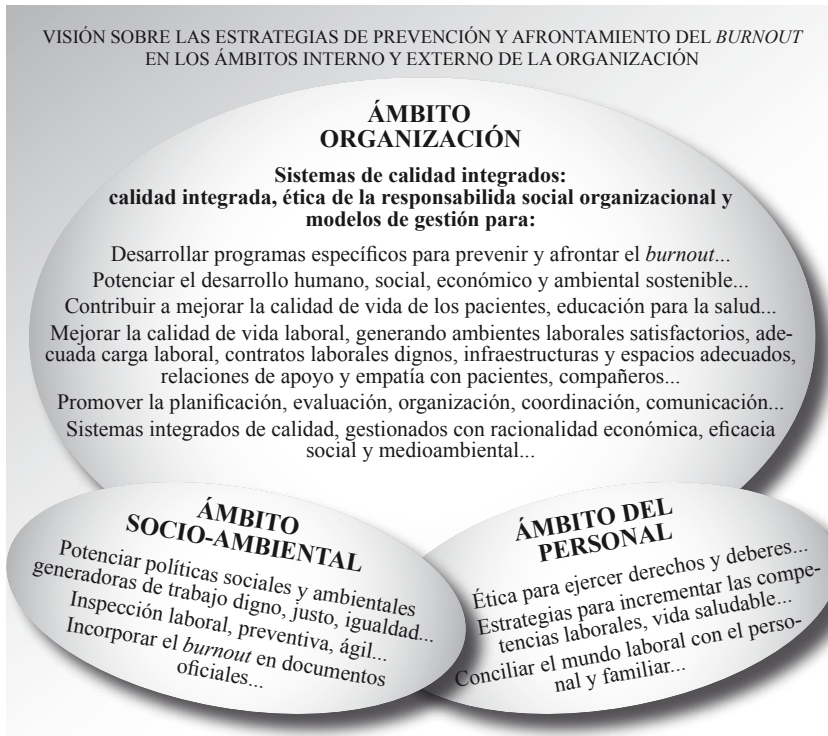 VISIÓN SOBRE LAS ESTRATEGIAS DE PREVENCIÓN Y AFRONTAMIENTO DEL BURNOUT
EN LOS ÁMBITOS INTERNO Y EXTERNO DE LA ORGANIZACIÓN
ÁMBITO
ORGANIZACIÓN
Sistemas de calidad integrados:
calidad integrada, ética de la responsabilida social organizacional y
modelos de gestión para:
Desarrollar programas específicos para prevenir y afrontar el burnout...
Potenciar el desarrollo humano, social, económico y ambiental sostenible...
Contribuir a mejorar la calidad de vida de los pacientes, educación para la salud...
Mejorar la calidad de vida laboral, generando ambientes laborales satisfactorios, ade-
cuada carga laboral, contratos laborales dignos, infraestructuras y espacios adecuados,
relaciones de apoyo y empatía con pacientes, compañeros...
Promover la planificación, evaluación, organización, coordinación, comunicación...
Sistemas integrados de calidad, gestionados con racionalidad económica, eficacia
social y medioambiental...
ÁMBITO
SOCIO-AMBIENTAL
Potenciar políticas sociales y ambientales
generadoras de trabajo digno, justo, igualdad...
Inspección laboral, preventiva, ágil...
Incorporar el burnout en documentos
oficiales...
ÁMBITO DEL
PERSONAL
Ética para ejercer derechos y deberes...
Estrategias para incrementar las compe-
tencias laborales, vida saludable...
Conciliar el mundo laboral con el perso-
nal y familiar...